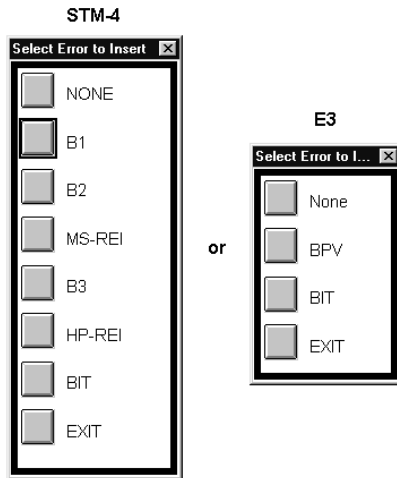 STM-4
Select Error to Insert
NONE
B1
B2
MS-REI
B3
HP-REI
BIT
EXIT
or
E3
Select Error to I...
None
BPV
BIT
EXIT